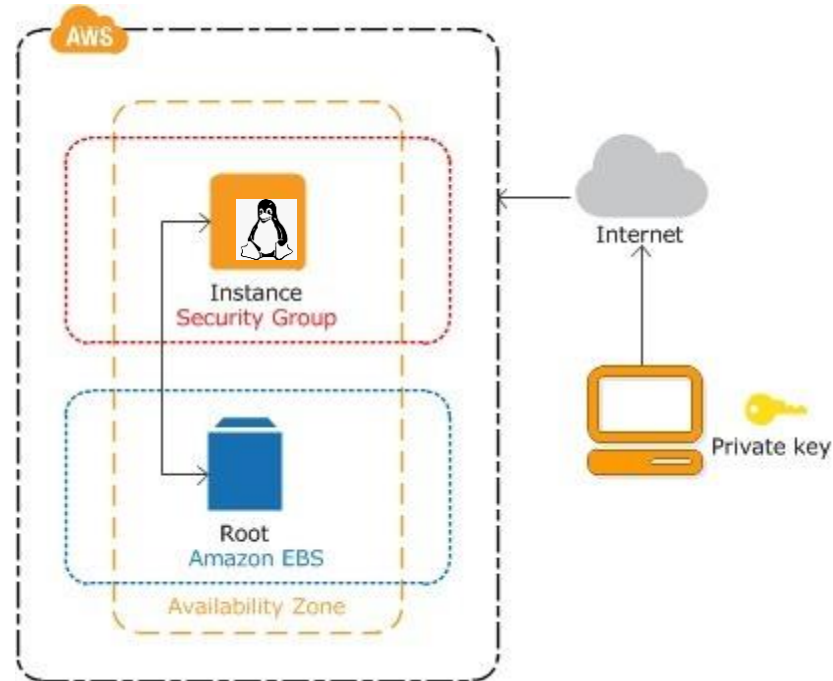 AWS
Instance
Security Group
Root
Amazon EBS
Availability Zone
Internet
Private key